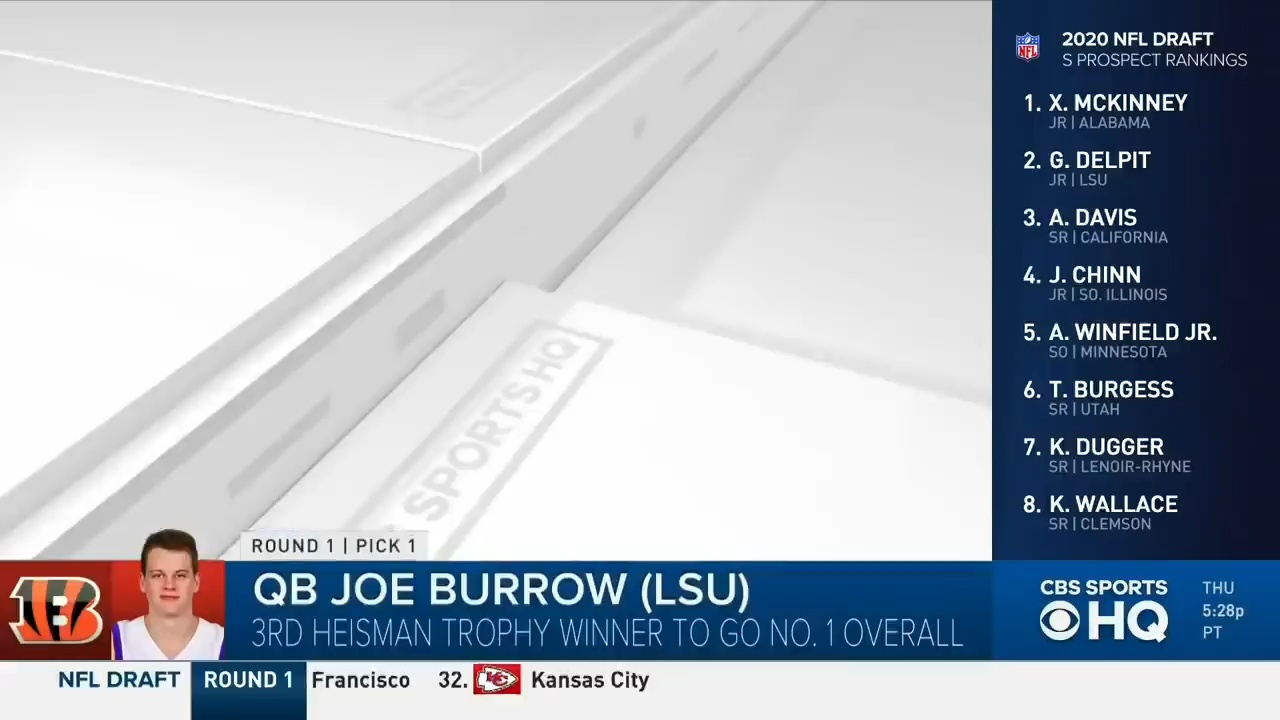 SPORTS HQ
NFL
2020 NFL DRAFT
S PROSPECT RANKINGS
1. X. MCKINNEY
JR | ALABAMA
2. G. DELPIT
JR | LSU
3. A. DAVIS
SR | CALIFORNIA
4. J. CHINN
JR | SO. ILLINOIS
5. A. WINFIELD JR.
SO | MINNESOTA
6. T. BURGESS
SR | UTAH
7. K. DUGGER
SR | LENOIR-RHYNE
8. K. WALLACE
SR | CLEMSON
ROUND 1 | PICK 1
B
QB JOE BURROW (LSU)
3RD HEISMAN TROPHY WINNER TO GO NO. 1 OVERALL
CBS SPORTS
HQ
THU
5:28p
PT
NFL DRAFT ROUND 1 Francisco 32. KC Kansas City